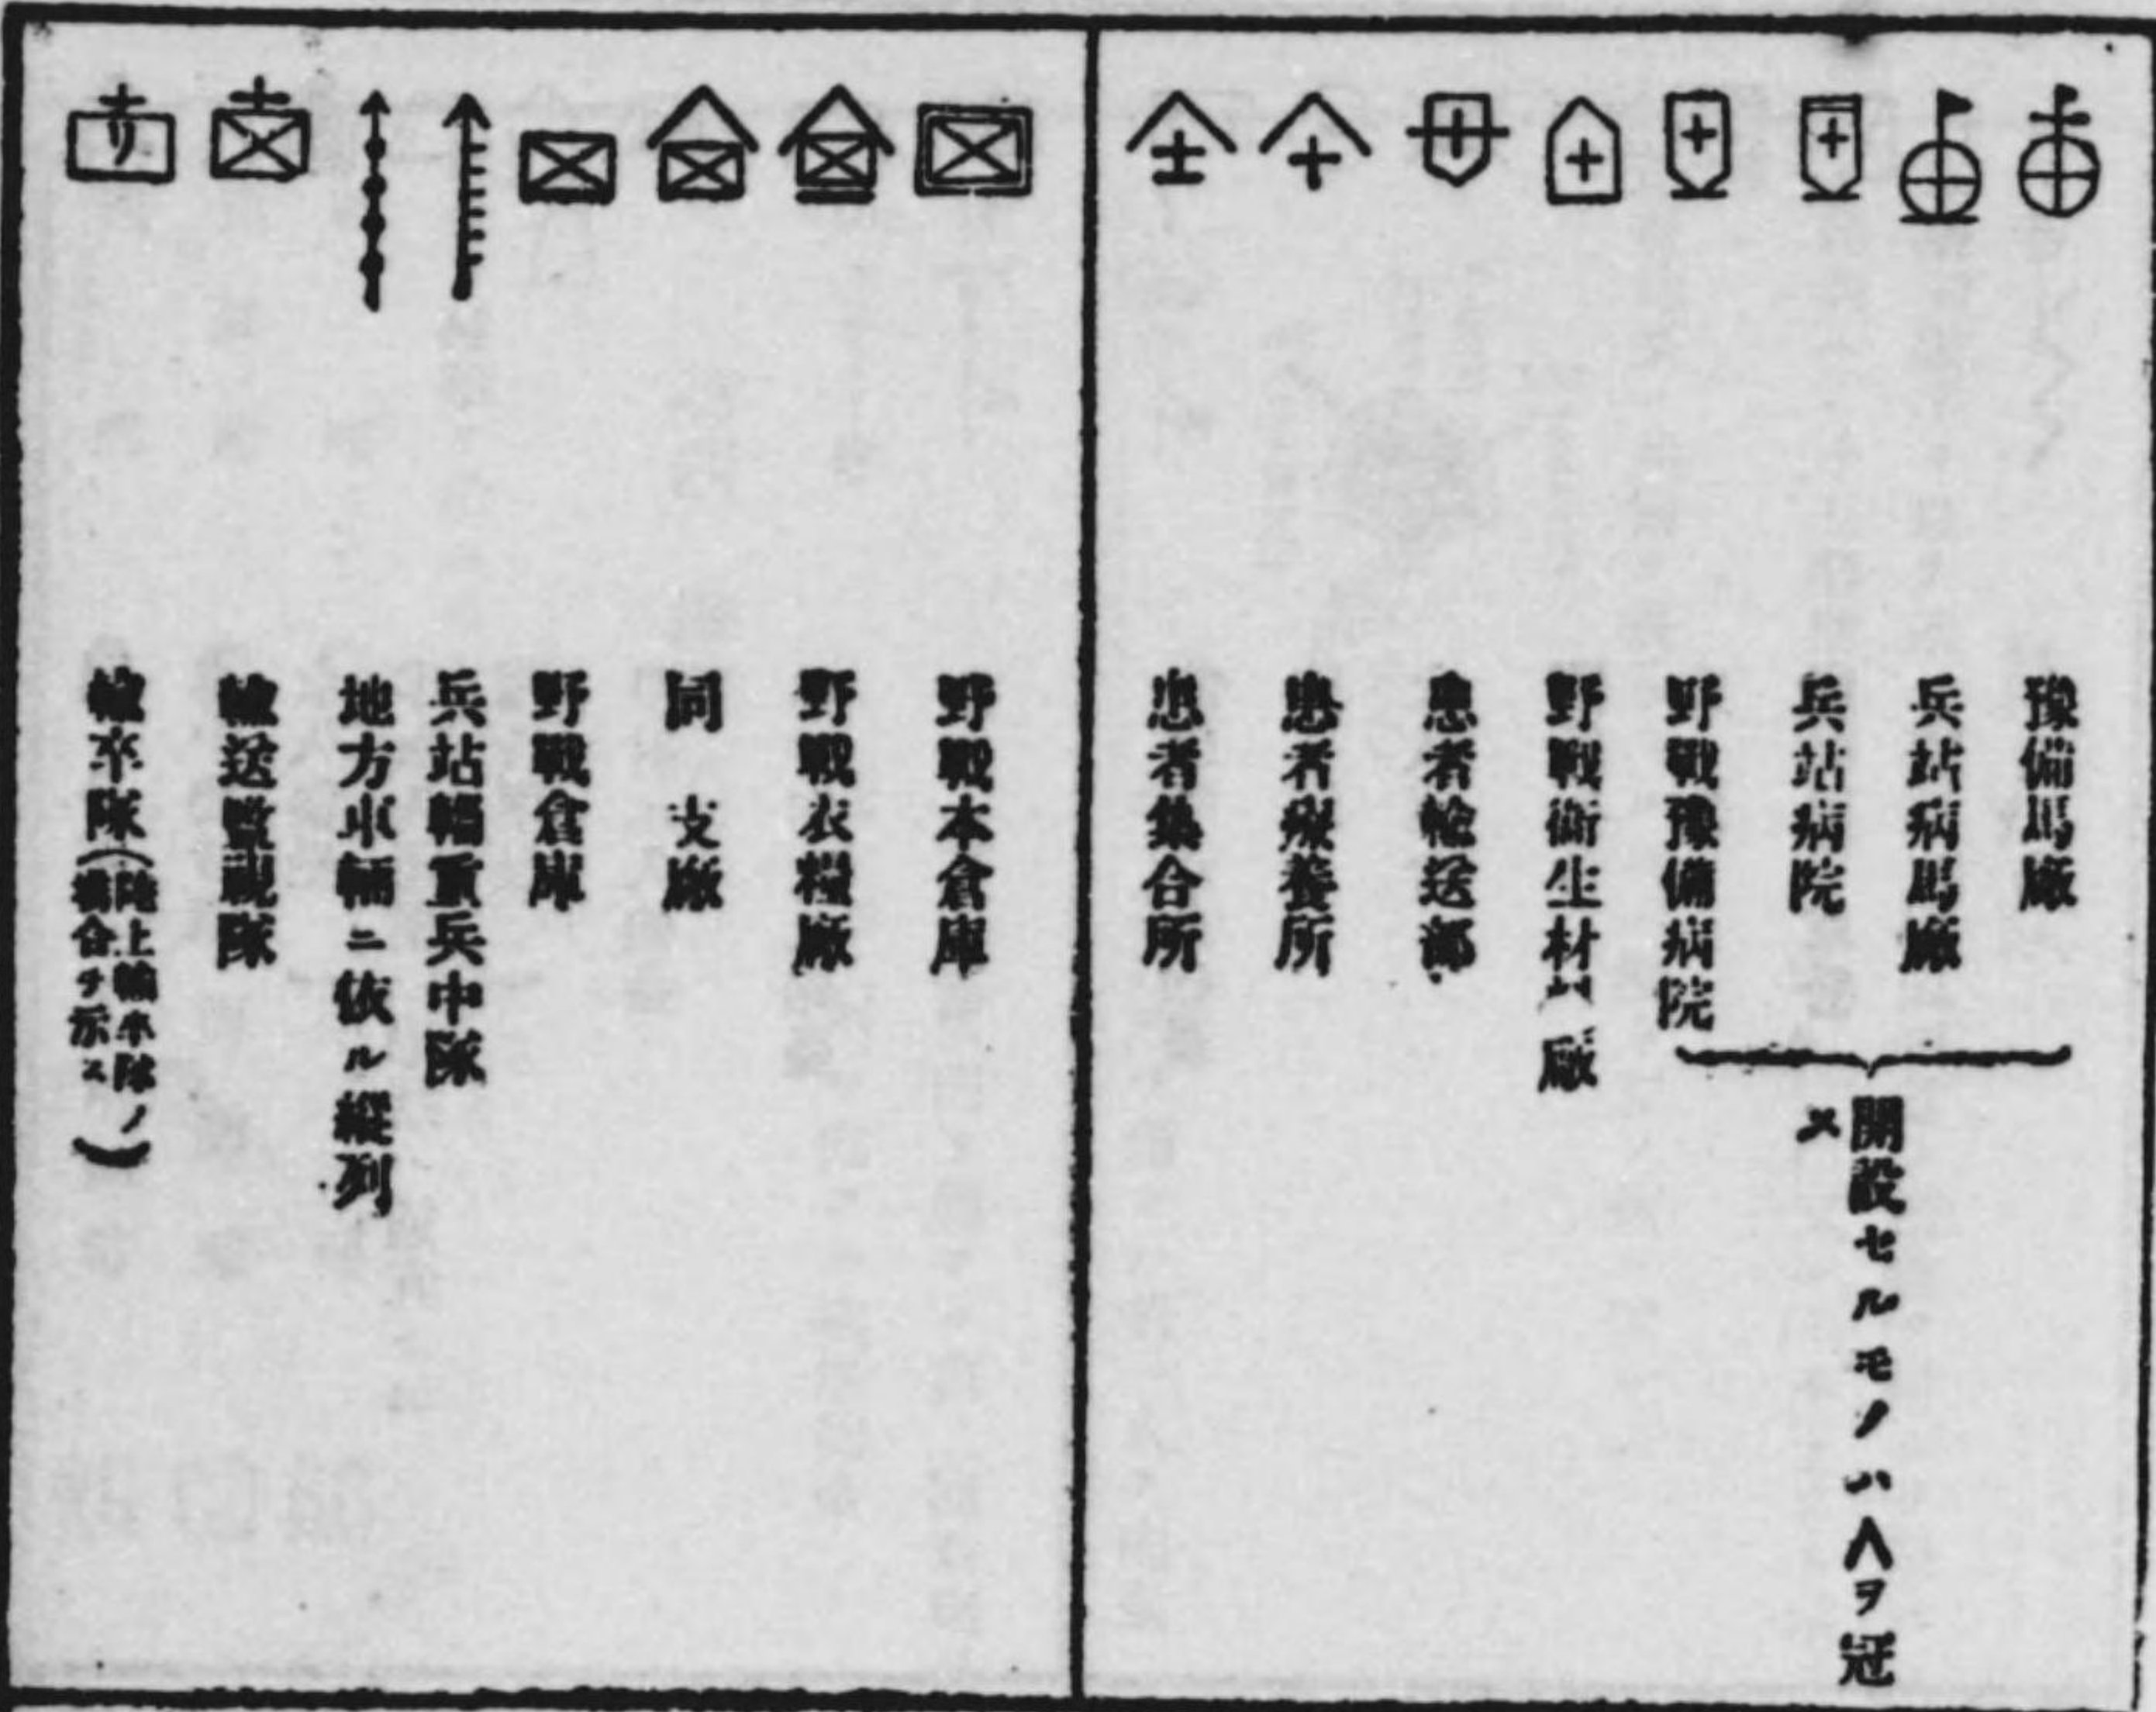 豫備馬廠
兵站病馬廠
兵站病院
野戰豫備病院
開設セルモノハ∧ヲ冠
ス
野戰衛生材料廠
患者輸送部
患者療養所
患者集合所
野戰本倉庫
野戰衣糧廠
同支廠
野戰倉庫
兵站輜重兵中隊
地方車輛ニ依ル縱列
輸送監視隊
輸卒隊(陸上輸卒隊ノ
場合ヲ示ス)